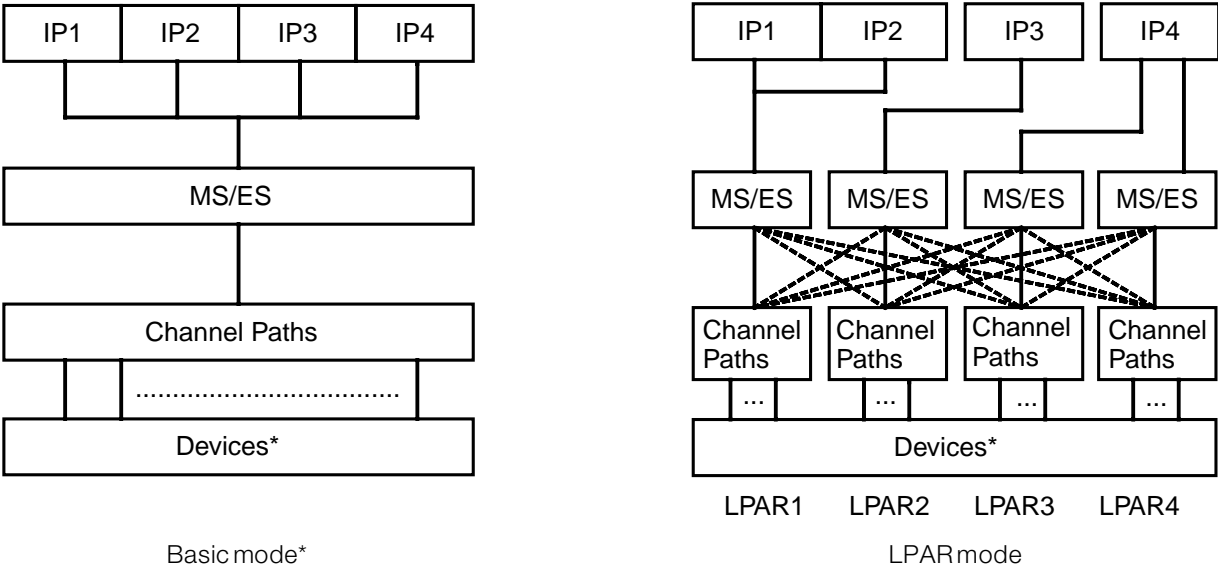 IP1 IP2 IP3 IP4
MS/ES
Channel Paths
......................................
Devices*
Basic mode*
IP1 IP2 IP3 IP4
MS/ES MS/ES MS/ES MS/ES
Channel Channel Channel Channel
Paths Paths Paths Paths
... ... ... ...
Devices*
LPAR1 LPAR2 LPAR3 LPAR4
LPAR mode